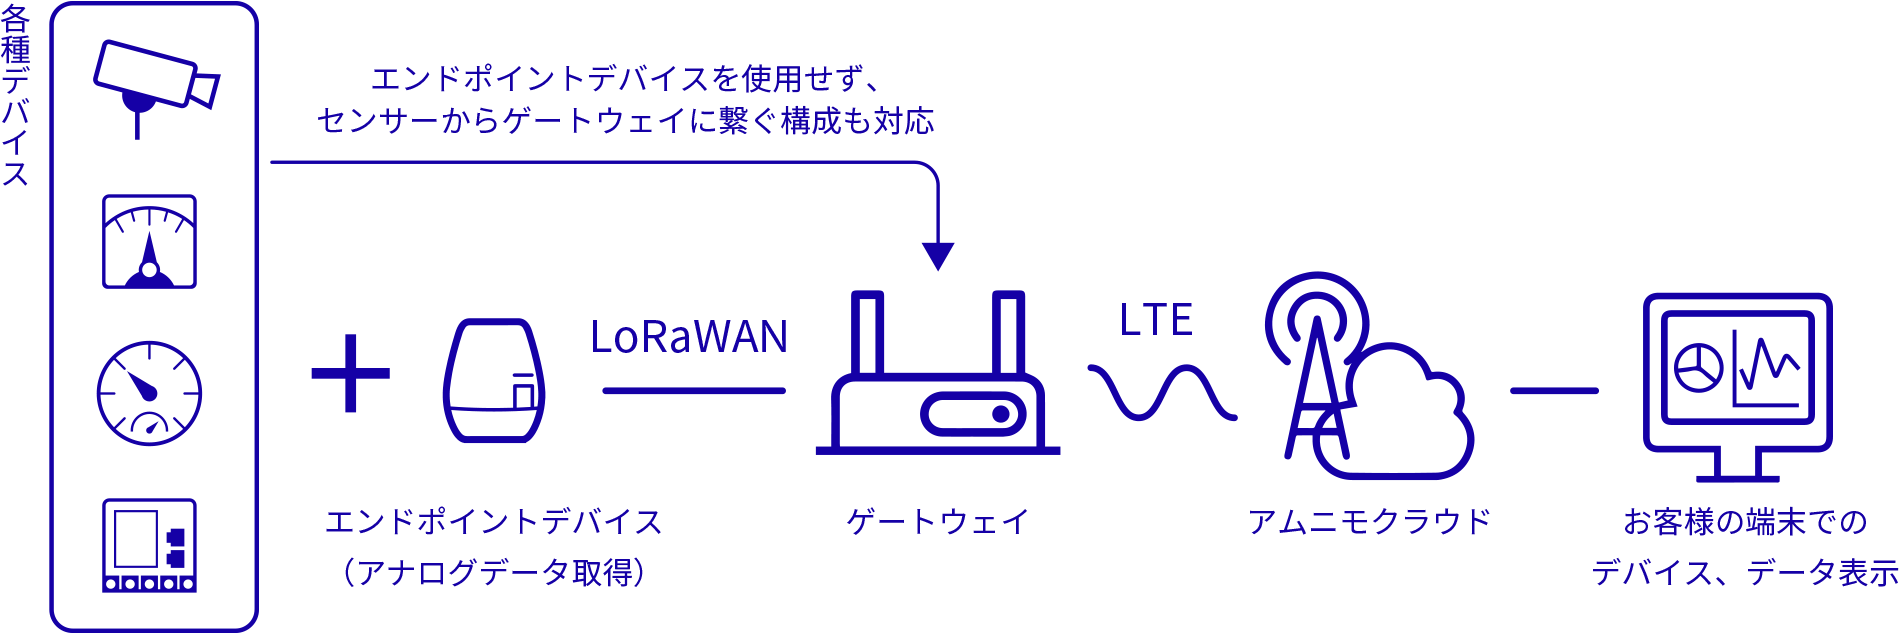 各種デバイス
エンドポイントデバイスを使用せず、
センサーからゲートウェイに繋ぐ構成も対応
LoRaWAN
LTE
エンドポイントデバイス
（アナログデータ取得）
ゲートウェイ
アムニモクラウド
お客様の端末での
デバイス、データ表示